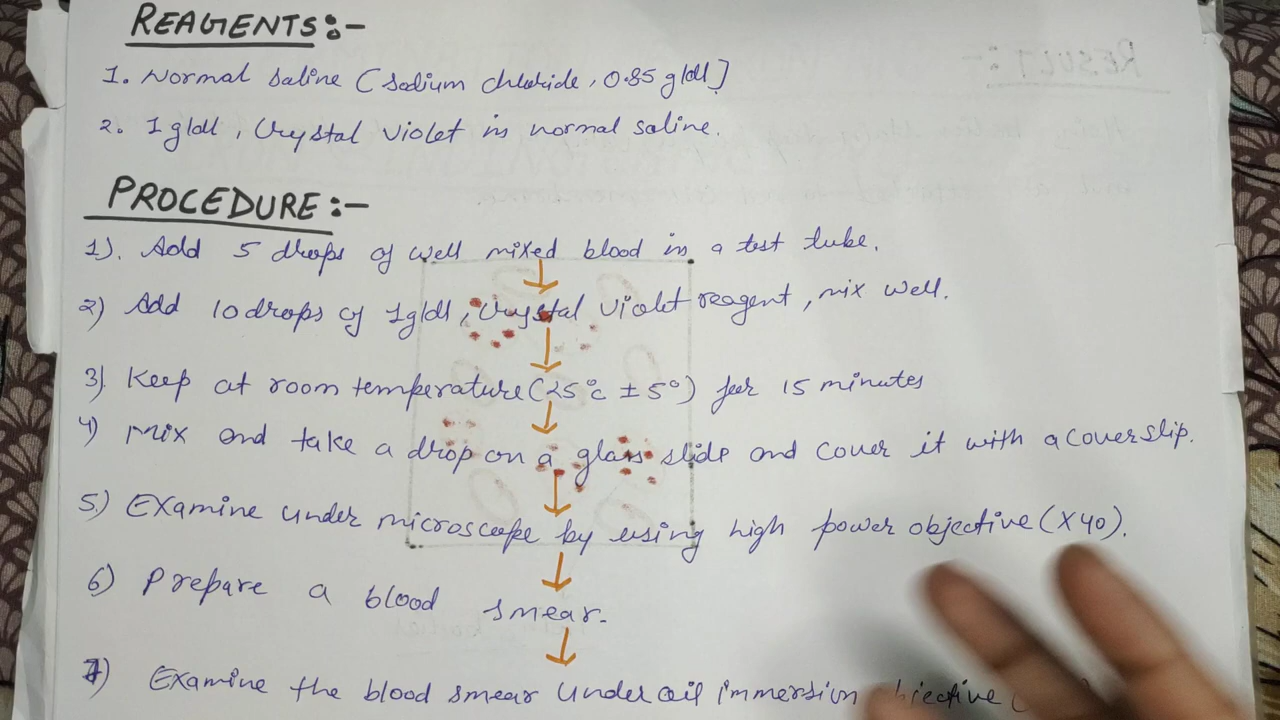 REAGENTS:-
1. Normal saline (Sodium chloride, 0.85 g/dl]
2. 1 g/dl, Crystal violet in normal saline.
PROCEDURE:-
1). Add 5 drops of well mixed blood in a test tube.
2) Add 10 drops of 1g/dl, Crystal violet reagent, mix well.
3). Keep at room temperature (25°c ± 5°) for 15 minutes
4) Mix and take a drop on a glass slide and cover it with a coverslip.
5.) Examine under microscope by using high power objective (X40).
6) Prepare a blood smear.
7) Examine the blood smear under oil immersion